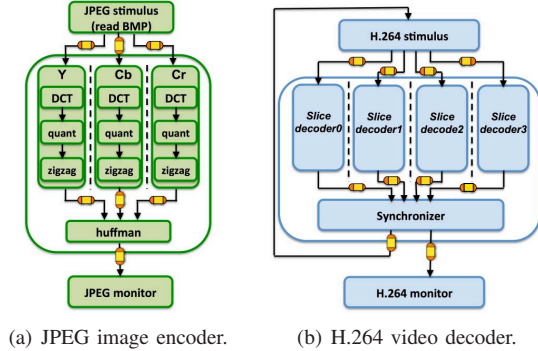 JPEG stimulus
(read BMP)
Y Cb Cr
DCT DCT DCT
quant quant quant
zigzag zigzag zigzag
huffman
JPEG monitor
(a) JPEG image encoder.
H.264 stimulus
Slice decoder0
Slice decoder1
Slice decode2
Slice decoder3
Synchronizer
H.264 monitor
(b) H.264 video decoder.